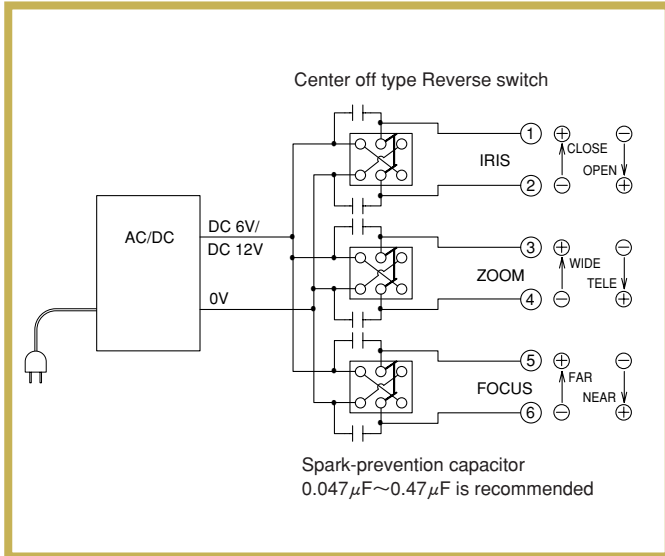 Center off type Reverse switch
AC/DC
DC 6V/
DC 12V
0V
IRIS
1
2
⊕ ⊖
CLOSE
OPEN
⊖ ⊕
ZOOM
3
4
⊕ ⊖
WIDE
TELE
⊖ ⊕
FOCUS
5
6
⊕ ⊖
FAR
NEAR
⊖ ⊕
Spark-prevention capacitor
0.047μF～0.47μF is recommended